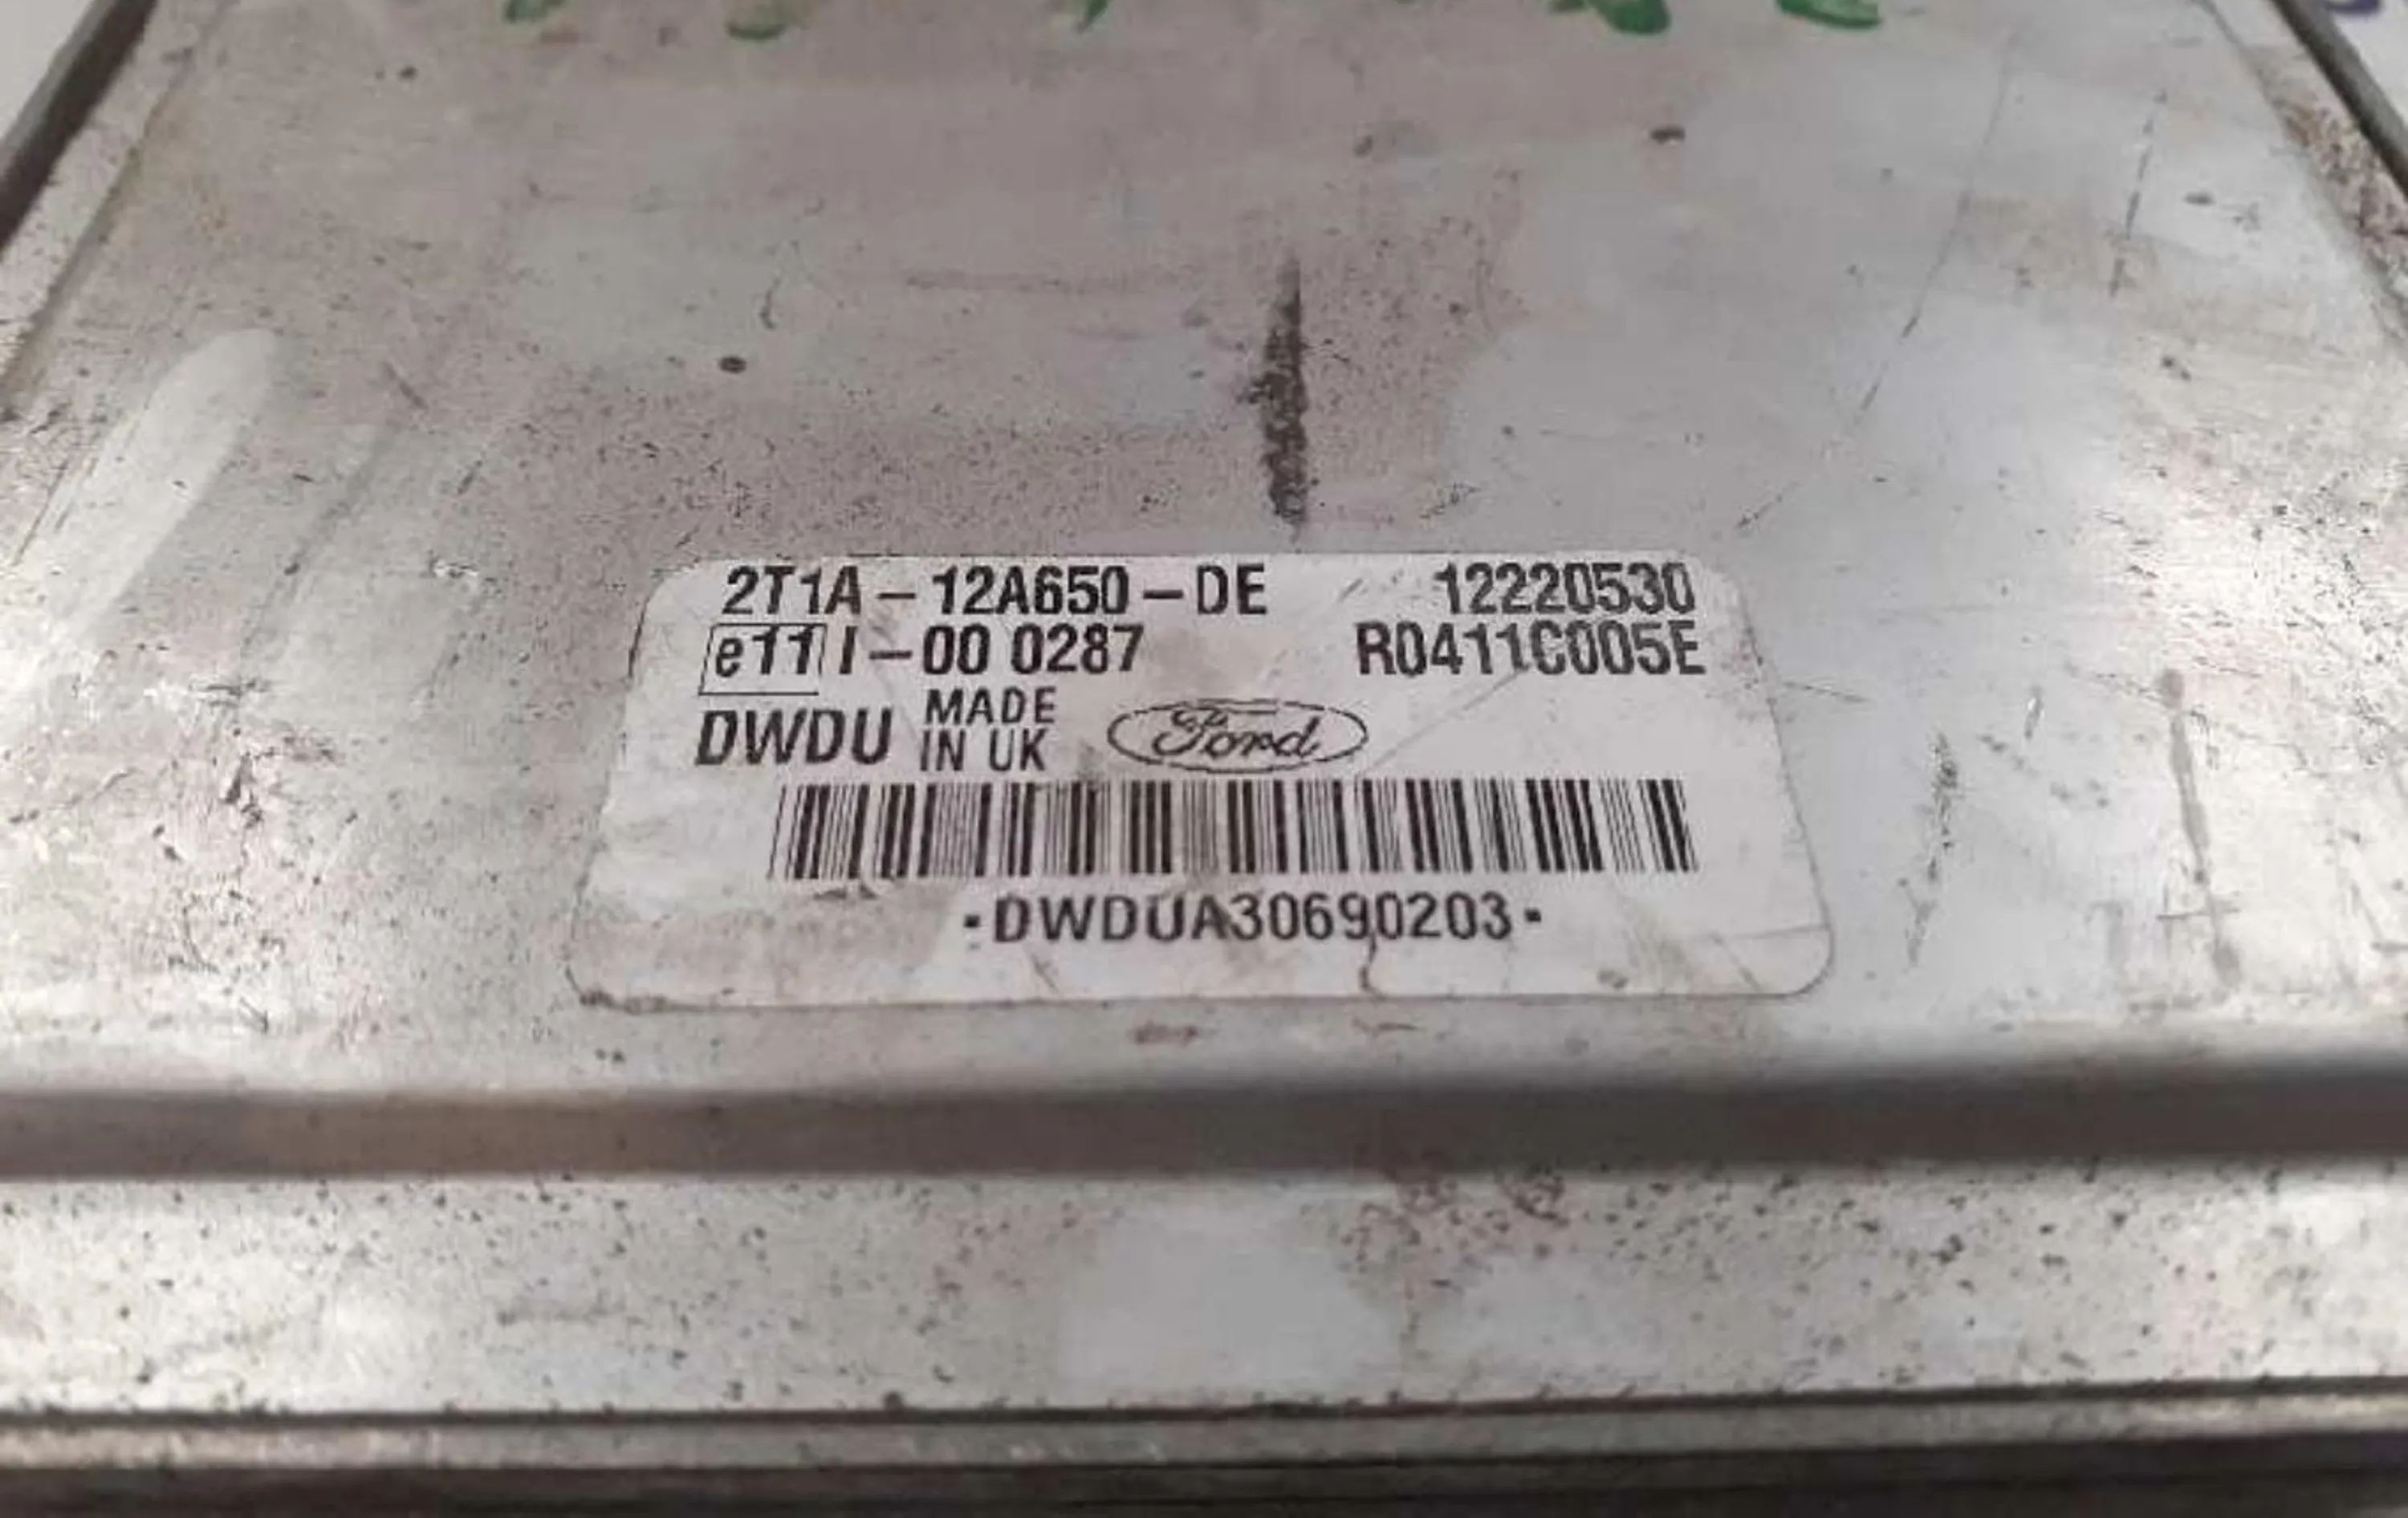 2T1A-12A650-DE 12220530
e11 I-00 0287 R0411C005E
DWDU MADE IN UK Ford
•DWDUA30690203•